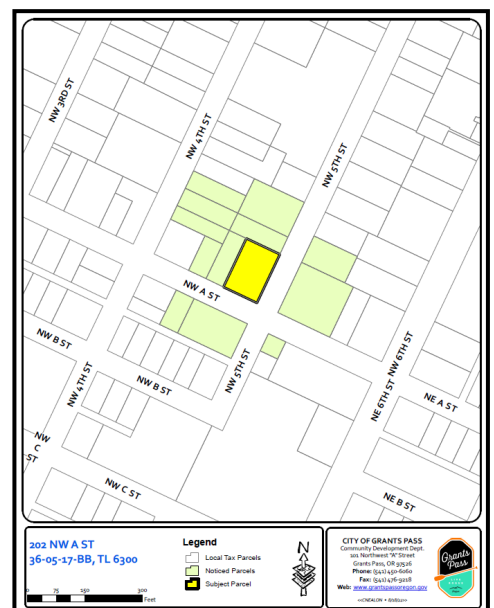 NW 3RD ST
NW 4TH ST
NW 5TH ST
NW A ST
NW B ST
NW 4TH ST
NW B ST
NW 5TH ST
NE 6TH ST
NW 6TH ST
NE A ST
NW
C
ST
NW C ST
NE B ST
202 NW A ST
36-05-17-BB, TL 6300
0 75 150 300
Feet
Legend
Local Tax Parcels
Noticed Parcels
Subject Parcel
N
CITY OF GRANTS PASS
Community Development Dept.
101 Northwest "A" Street
Grants Pass, OR 97526
Phone: (541) 450-6060
Fax: (541) 476-9218
Web: www.grantspassoregon.gov
Grants
Pass